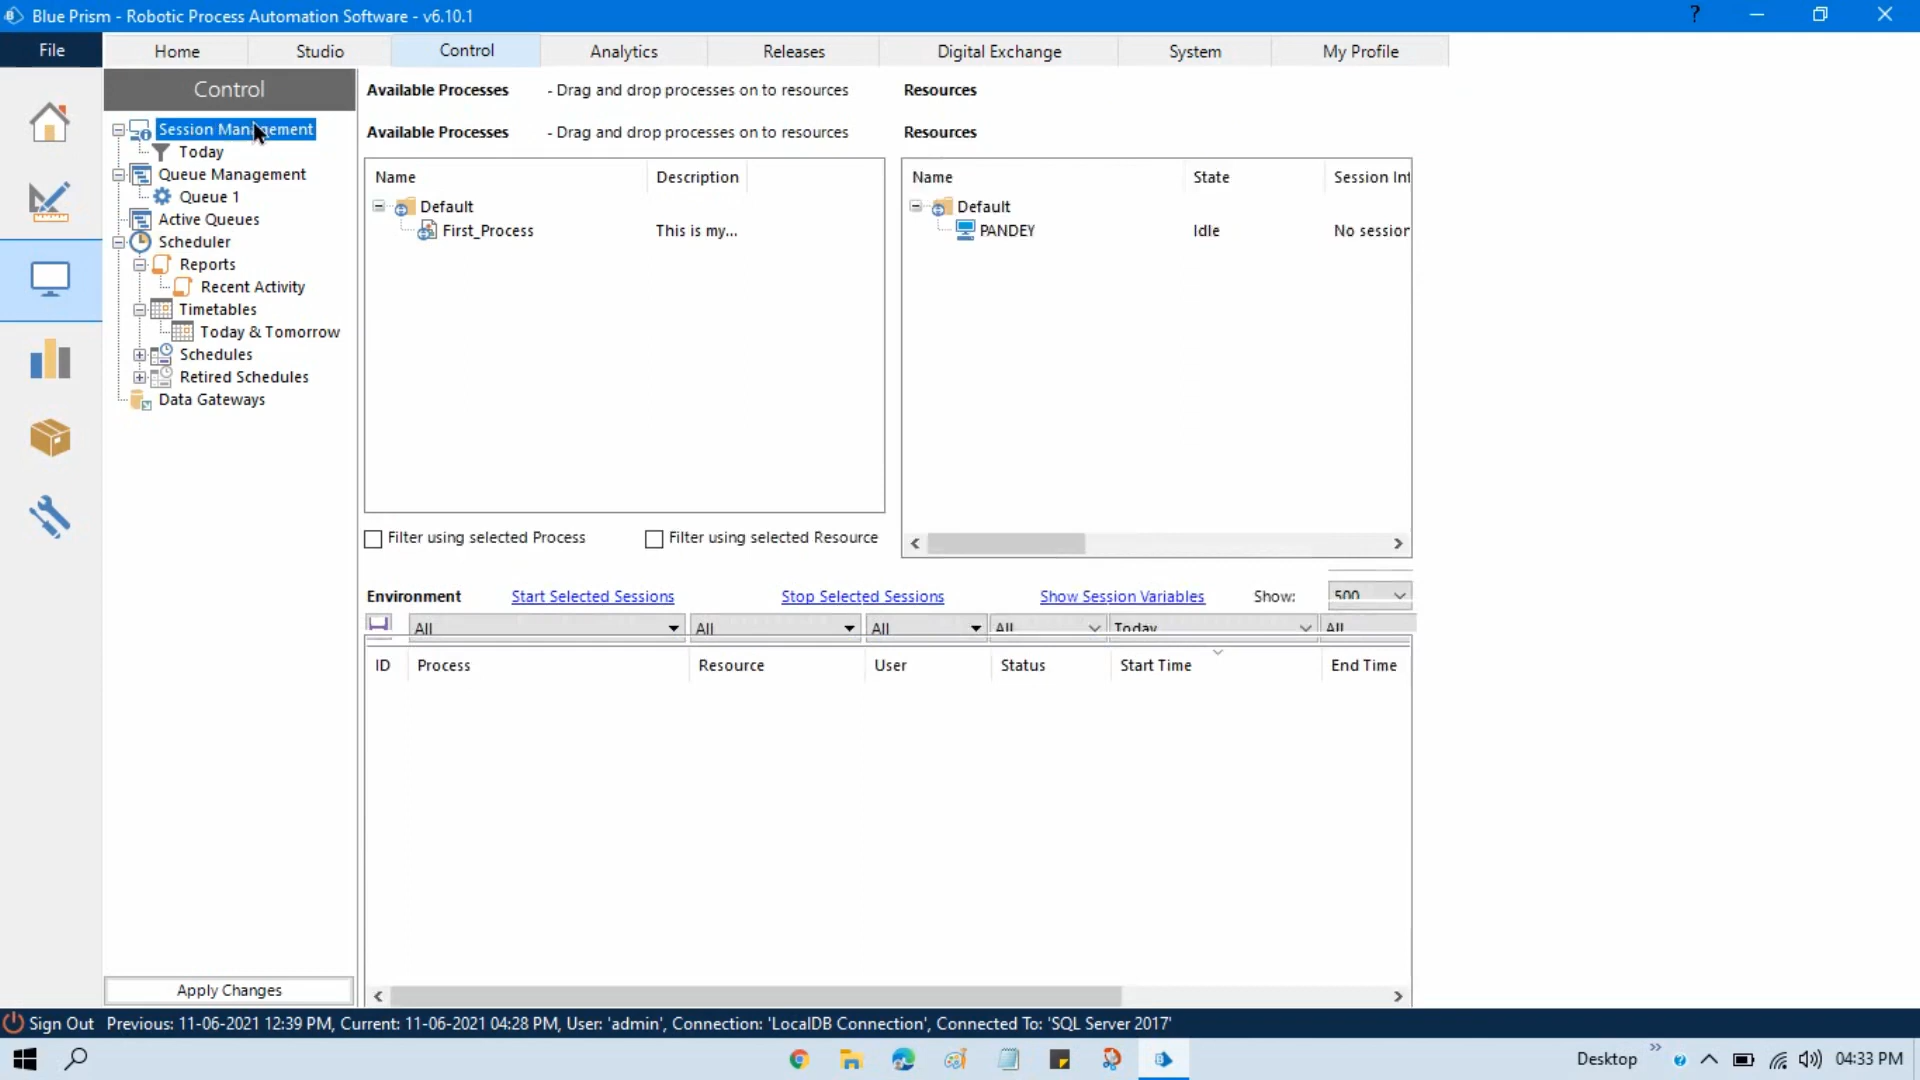 Blue Prism - Robotic Process Automation Software - v6.10.1
?
File Home Studio Control Analytics Releases Digital Exchange System My Profile
Control
Session Management
Today
Queue Management
Queue 1
Active Queues
Scheduler
Reports
Recent Activity
Timetables
Today & Tomorrow
Schedules
Retired Schedules
Data Gateways
Apply Changes
Available Processes - Drag and drop processes on to resources Resources
Available Processes - Drag and drop processes on to resources Resources
Name Description
Default
First_Process This is my...
Name State Session Inf
Default
PANDEY Idle No session
Filter using selected Process Filter using selected Resource
Environment Start Selected Sessions Stop Selected Sessions Show Session Variables Show: 500
All All All All Today All
ID Process Resource User Status Start Time End Time
Sign Out Previous: 11-06-2021 12:39 PM, Current: 11-06-2021 04:28 PM, User: 'admin', Connection: 'LocalDB Connection', Connected To: 'SQL Server 2017'
Desktop 04:33 PM